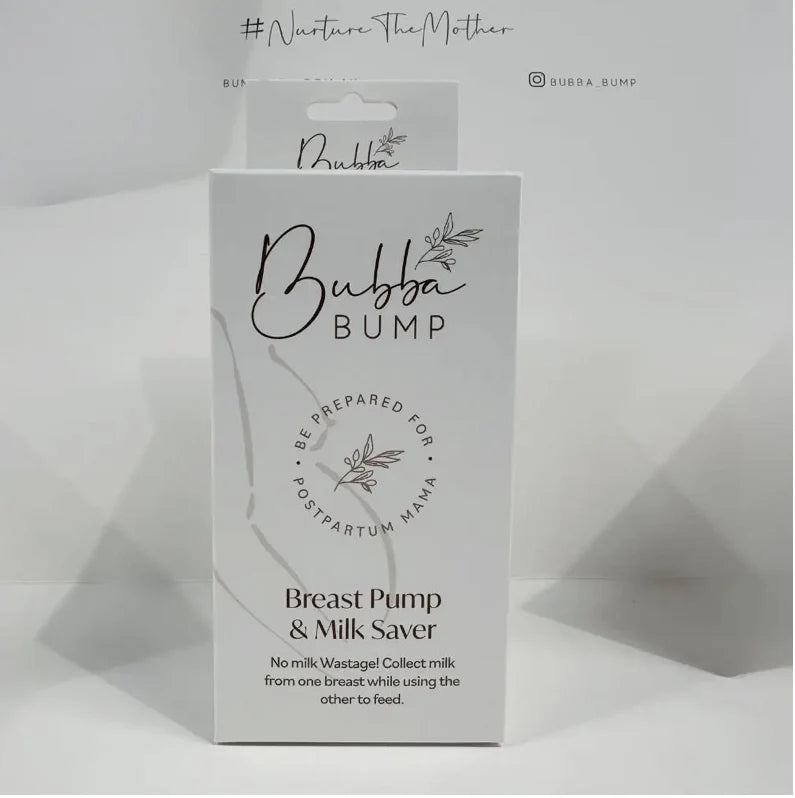 #NurtureTheMother
BUBBA_BUMP
Bubba
Bubba
BUMP
• BE PREPARED FOR •
POSTPARTUM MAMA
Breast Pump
& Milk Saver
No milk Wastage! Collect milk
from one breast while using the
other to feed.